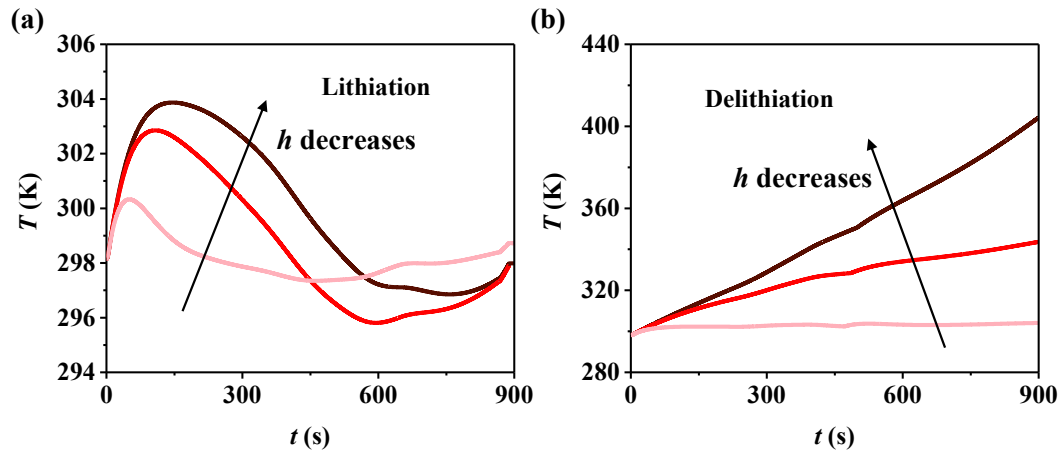 (a)
306
304
302
300
298
296
294
T (K)
Lithiation
h decreases
0
300
600
900
t (s)
(b)
440
400
360
320
280
T (K)
Delithiation
h decreases
0
300
600
900
t (s)